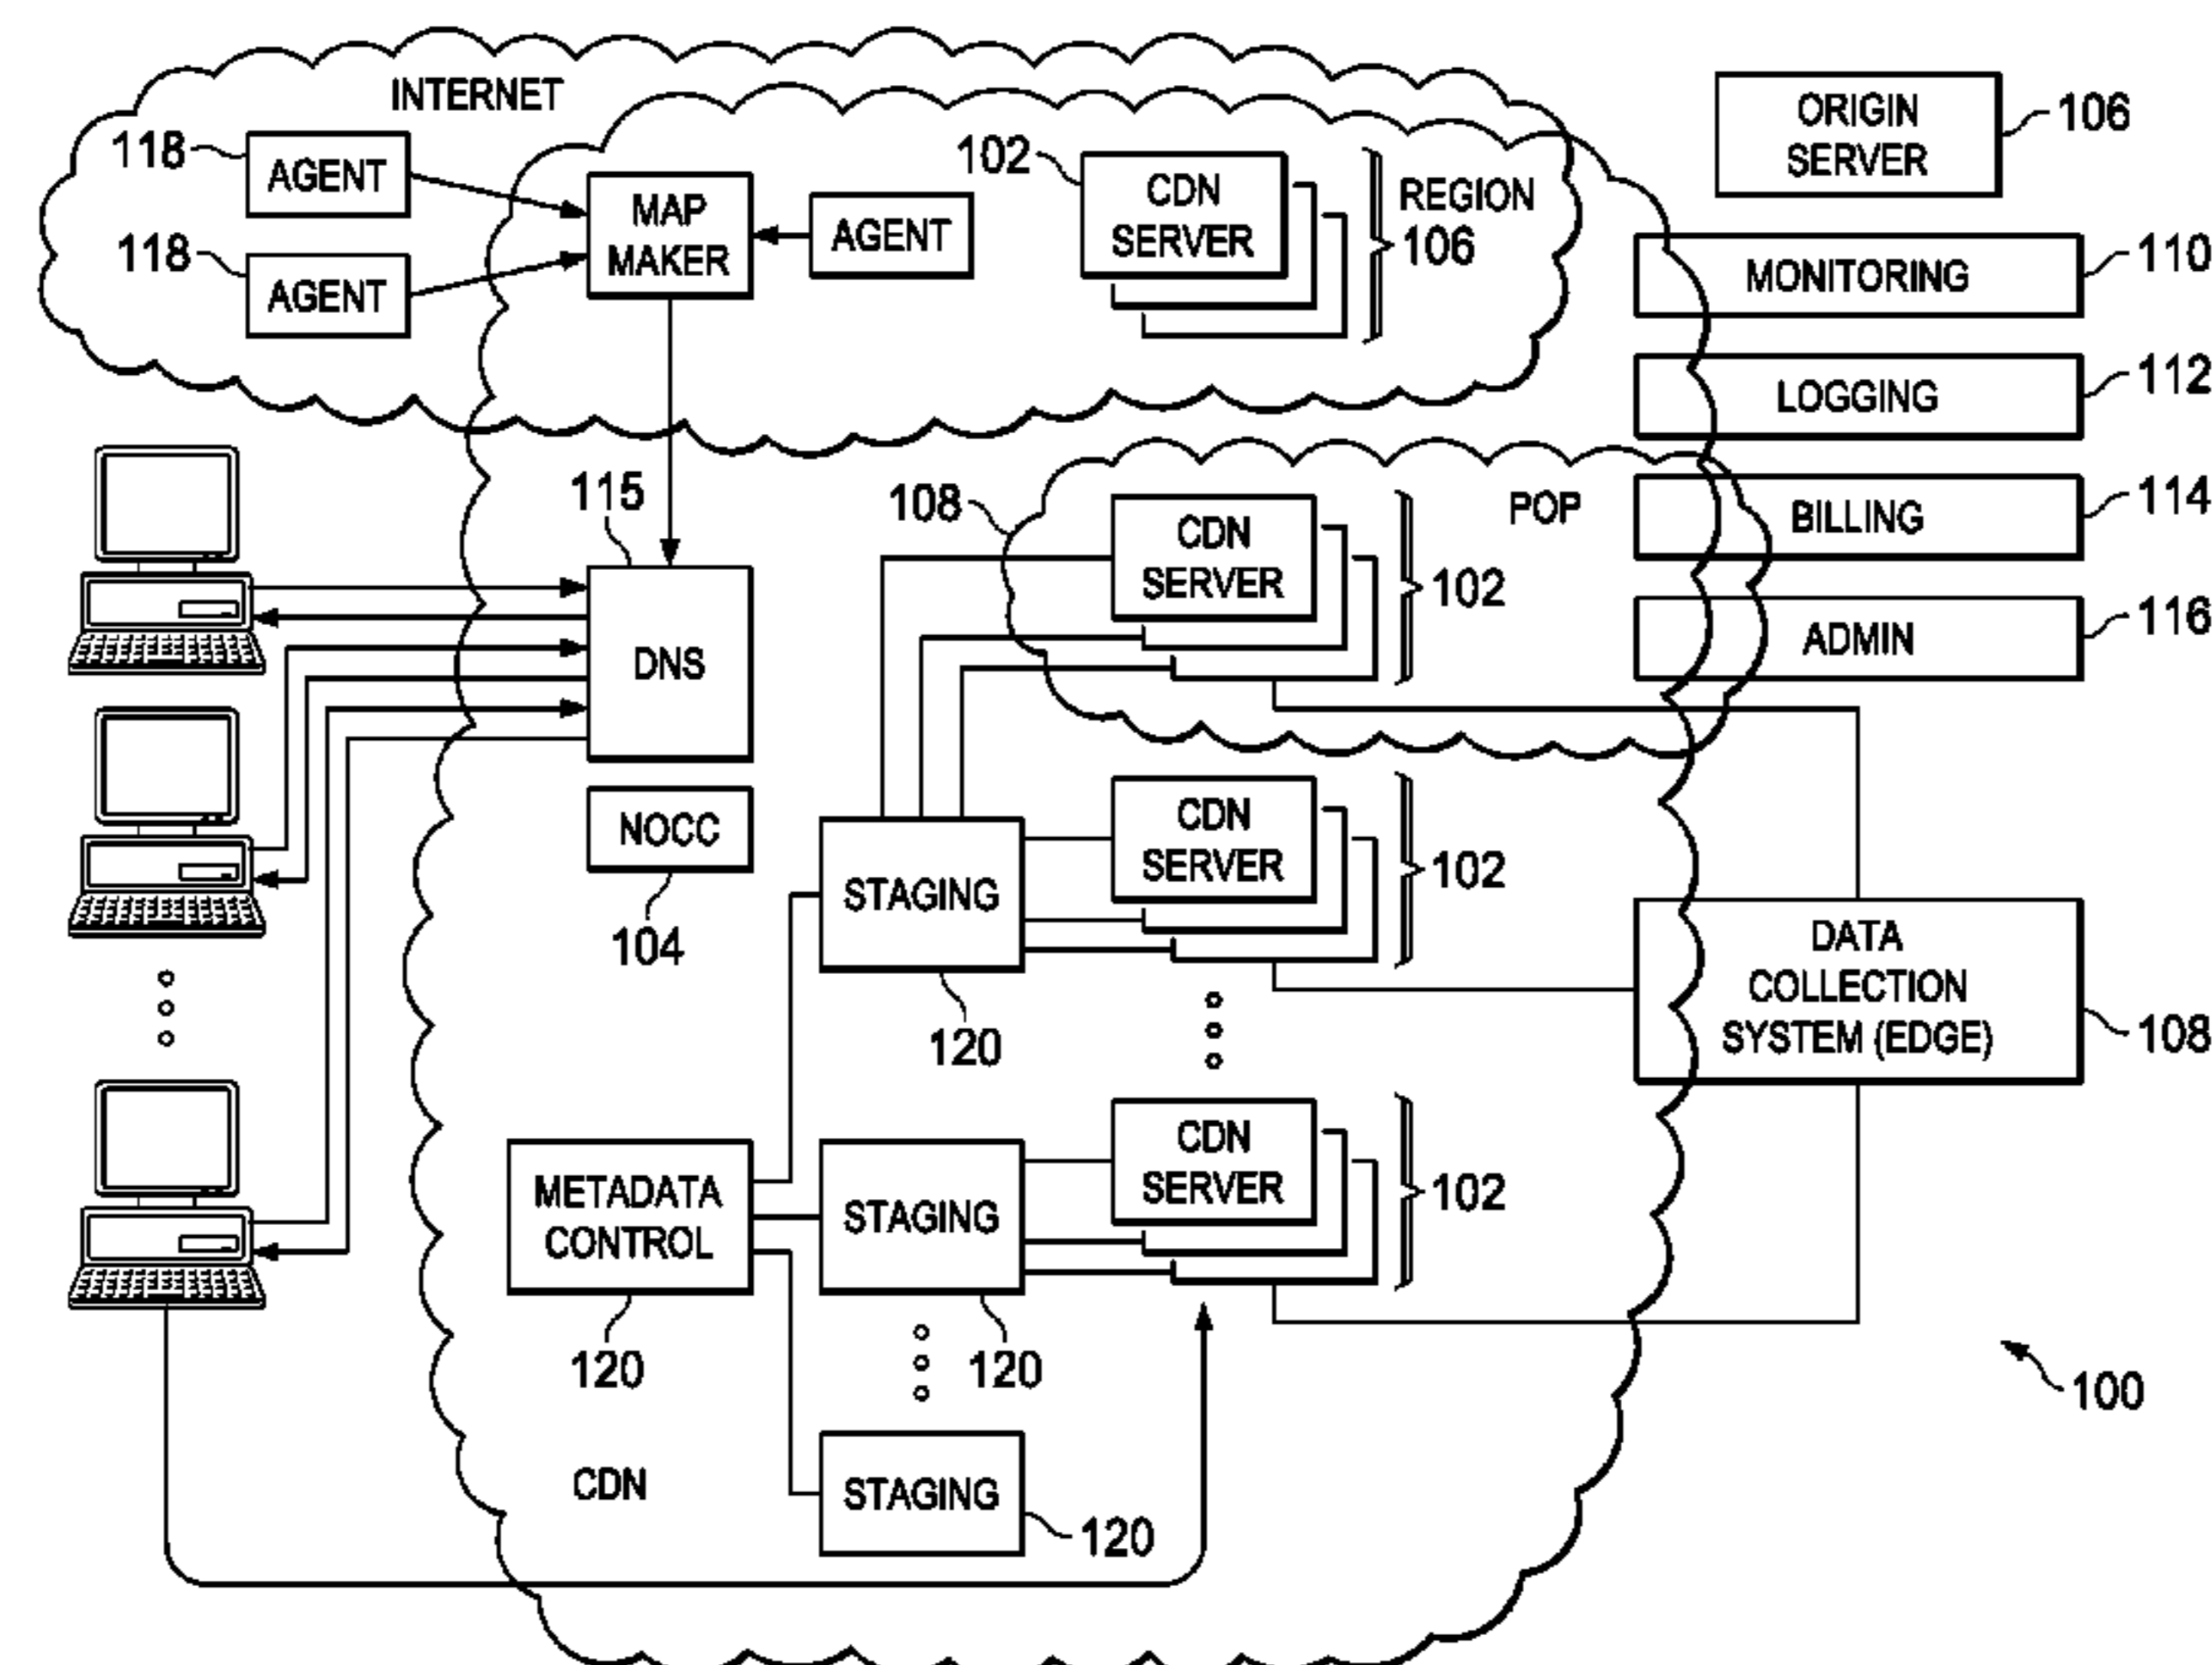 INTERNET
118
AGENT
118
AGENT
MAP
MAKER
AGENT
102
CDN
SERVER
REGION
106
ORIGIN
SERVER
106
MONITORING
110
LOGGING
112
BILLING
114
ADMIN
116
115
DNS
NOCC
104
108
CDN
SERVER
POP
102
STAGING
120
CDN
SERVER
102
DATA
COLLECTION
SYSTEM (EDGE)
108
METADATA
CONTROL
120
STAGING
120
CDN
SERVER
102
STAGING
120
CDN
100